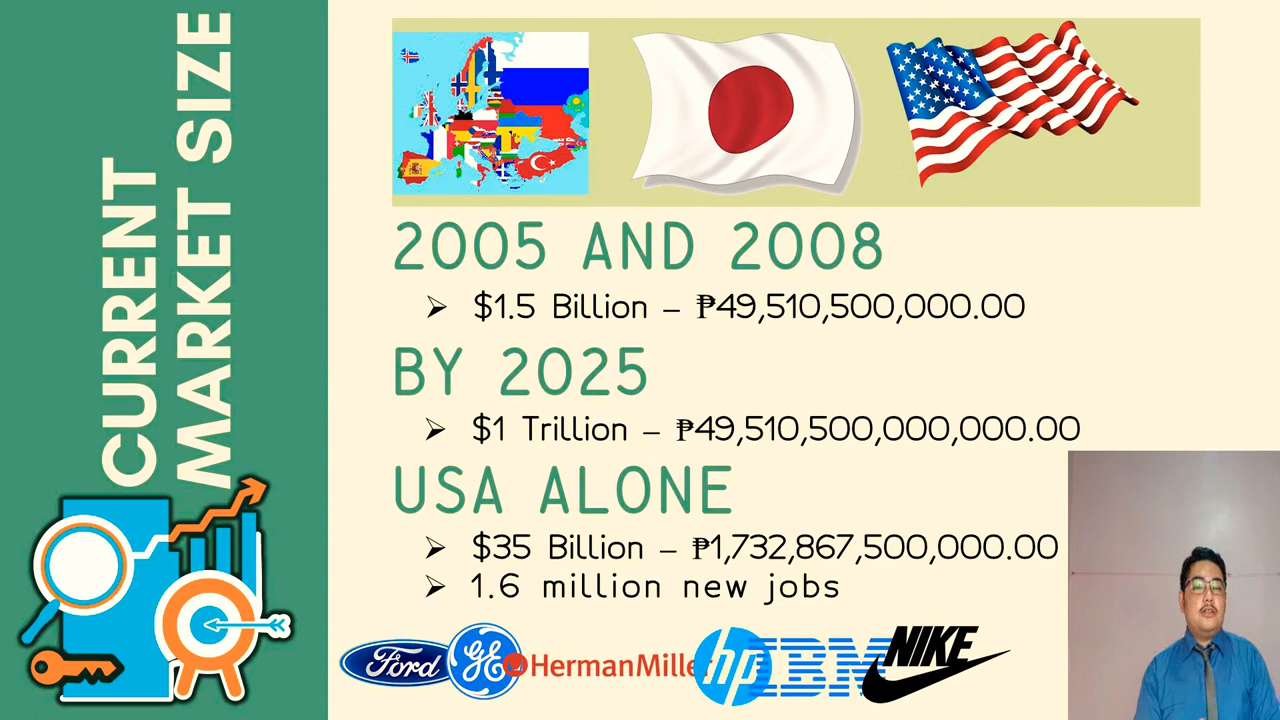 CURRENT
MARKET SIZE
2005 AND 2008
➢ $1.5 Billion – ₱49,510,500,000.00
BY 2025
➢ $1 Trillion – ₱49,510,500,000,000.00
USA ALONE
➢ $35 Billion – ₱1,732,867,500,000.00
➢ 1.6 million new jobs
Ford GE HermanMille hp IBM NIKE